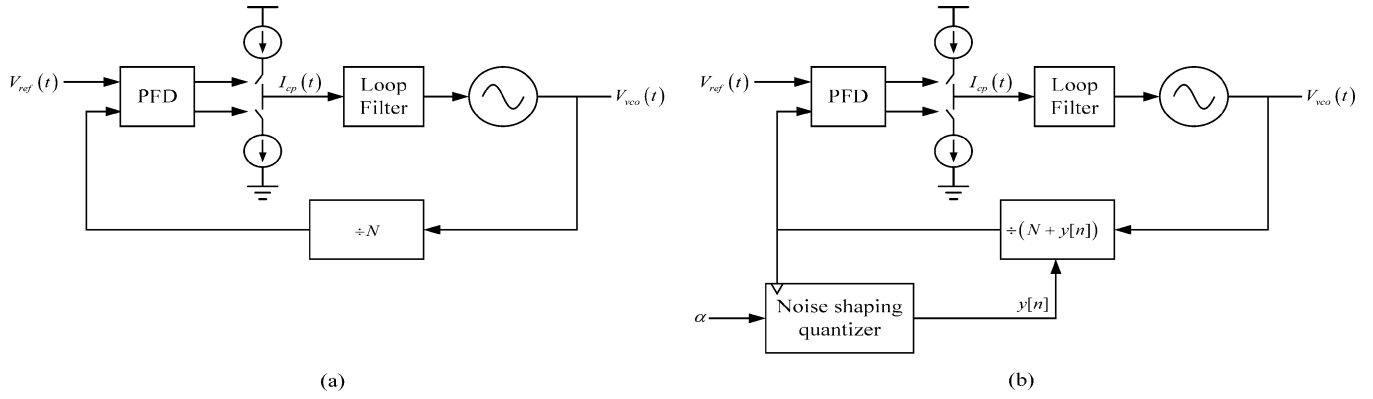 V_ref(t)
PFD
I_cp(t)
Loop
Filter
V_vco(t)
÷N
(a)
V_ref(t)
PFD
I_cp(t)
Loop
Filter
V_vco(t)
÷(N + y[n])
α
Noise shaping
quantizer
y[n]
(b)